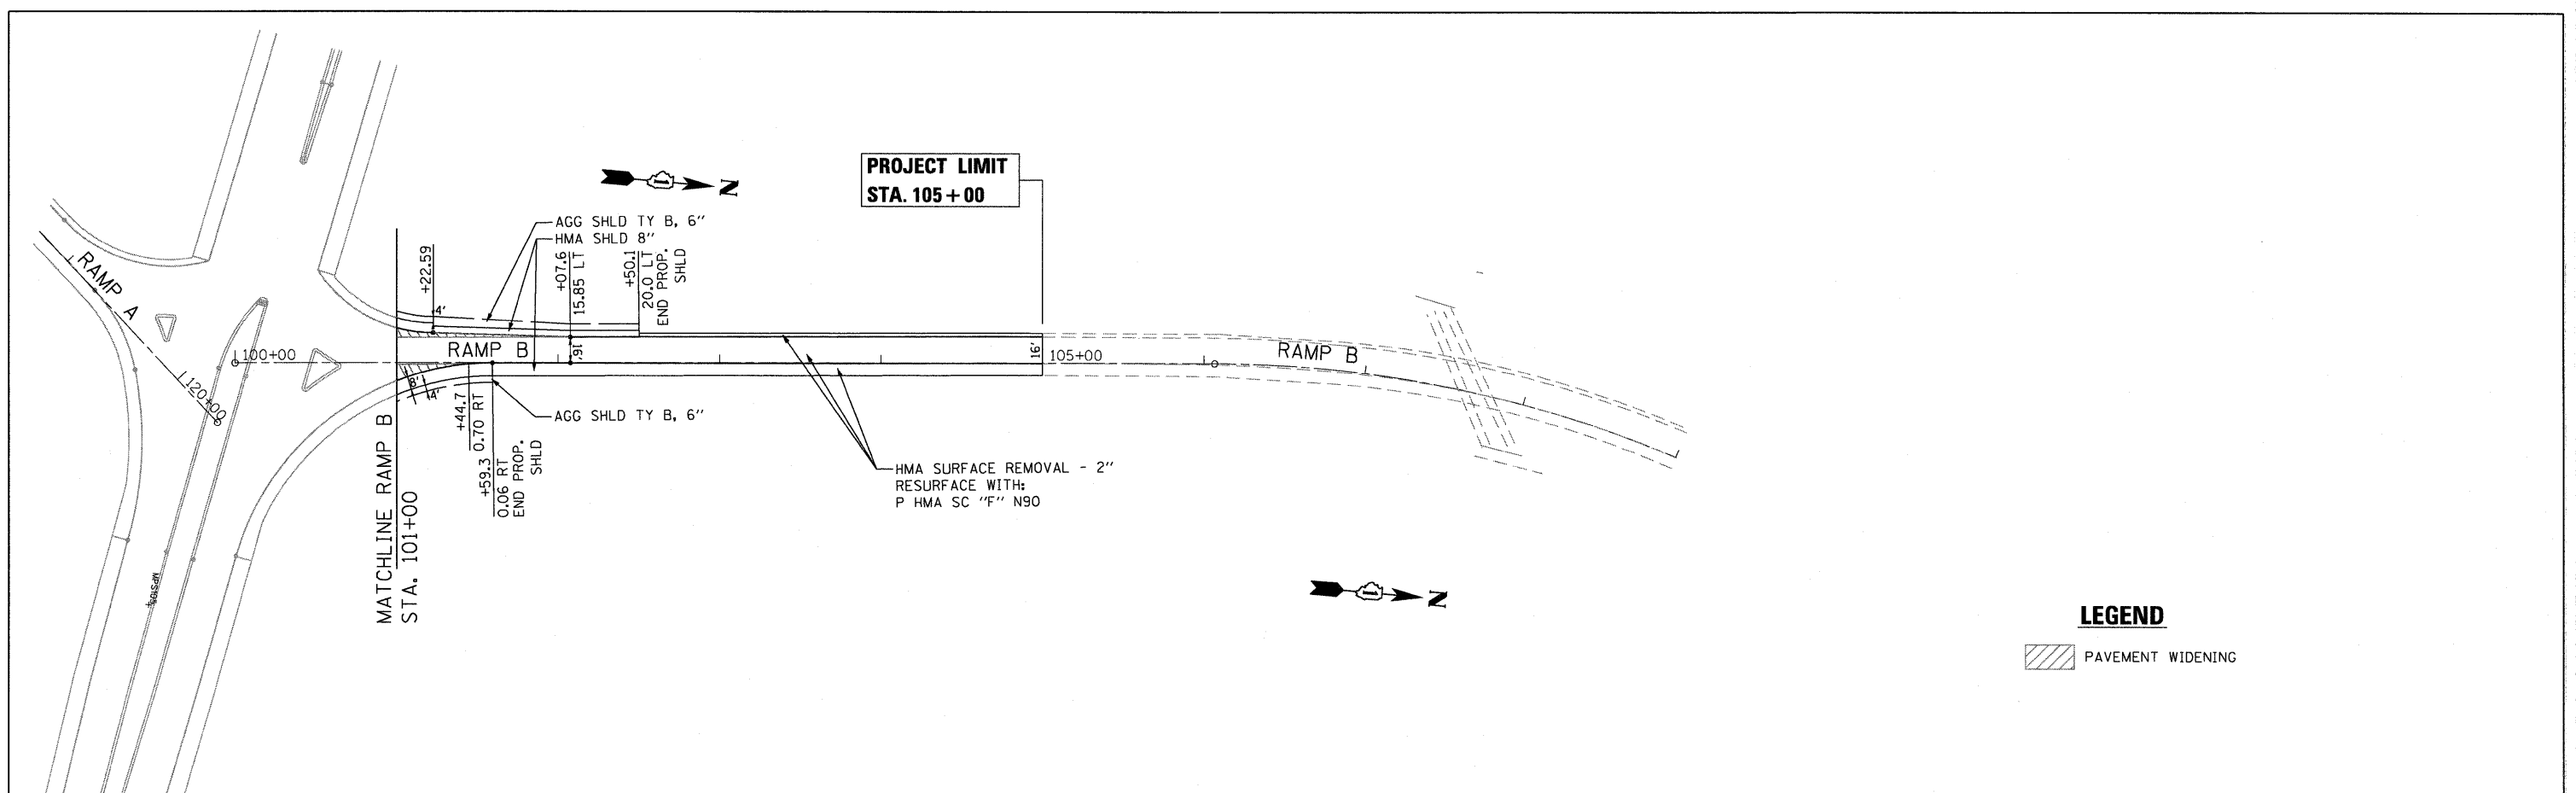 PROJECT LIMIT
STA. 105+00
N
AGG SHLD TY B, 6"
HMA SHLD 8"
+22.59
+07.6
15.85 LT
+50.1
20.0 LT
END PROP.
SHLD
RAMP A
4'
100+00
RAMP B
16'
16'
105+00
RAMP B
120+00
8'
4'
AGG SHLD TY B, 6"
+44.7
0.70 RT
+59.3
0.06 RT
END PROP.
SHLD
MATCHLINE RAMP B
STA. 101+00
HMA SURFACE REMOVAL - 2"
RESURFACE WITH:
P HMA SC "F" N90
N
LEGEND
PAVEMENT WIDENING